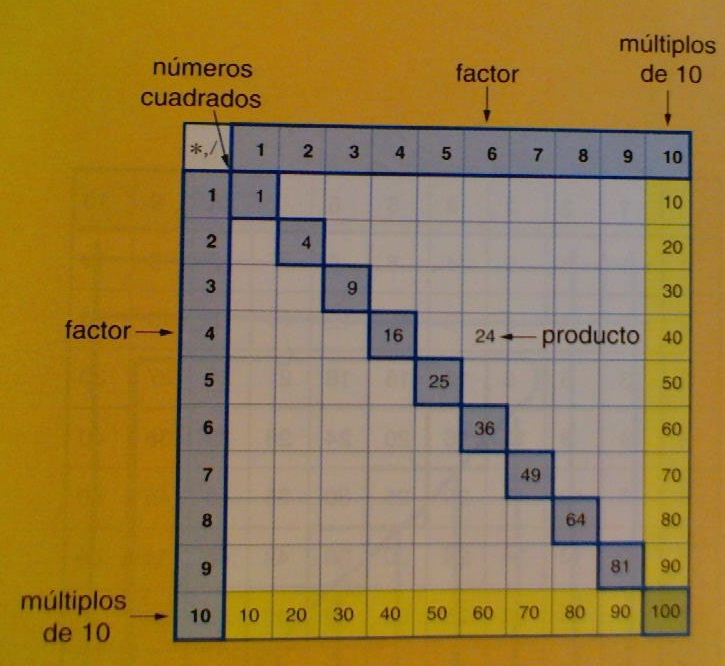 múltiplos
de 10
números
cuadrados
factor
*,/ 1 2 3 4 5 6 7 8 9 10
1 1 10
2 4 20
3 9 30
factor 4 16 24 producto 40
5 25 50
6 36 60
7 49 70
8 64 80
9 81 90
múltiplos
de 10
10 10 20 30 40 50 60 70 80 90 100